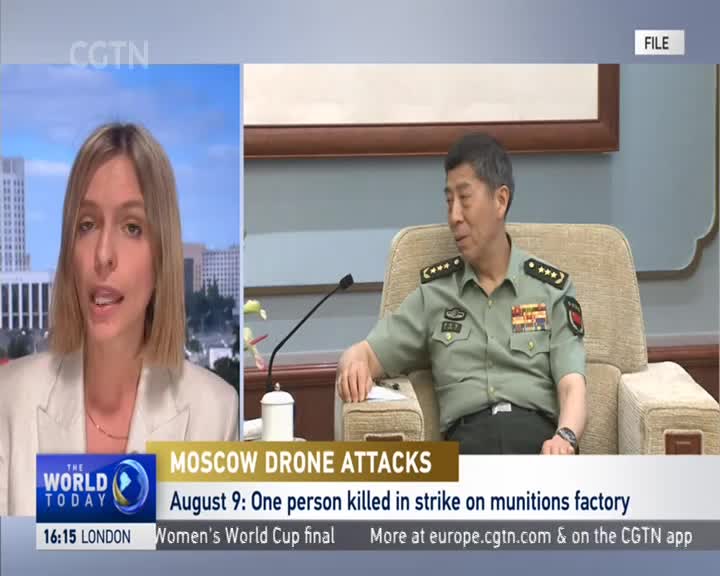 CGTN
FILE
MOSCOW DRONE ATTACKS
THE
WORLD
TODAY
August 9: One person killed in strike on munitions factory
16:15 LONDON
Women's World Cup final More at europe.cgtn.com & on the CGTN app